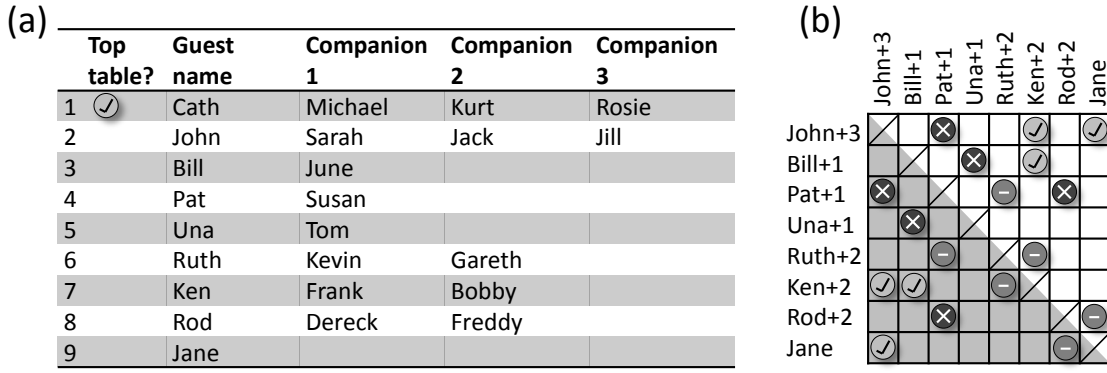 (a)
Top table? Guest name Companion 1 Companion 2 Companion 3
1 ✓ Cath Michael Kurt Rosie
2 John Sarah Jack Jill
3 Bill June
4 Pat Susan
5 Una Tom
6 Ruth Kevin Gareth
7 Ken Frank Bobby
8 Rod Dereck Freddy
9 Jane
(b)
John+3 Bill+1 Pat+1 Una+1 Ruth+2 Ken+2 Rod+2 Jane
John+3 ✕ ✓ ✓
Bill+1 ✕ ✓
Pat+1 ✕ − ✕
Una+1 ✕
Ruth+2 − −
Ken+2 ✓ ✓ −
Rod+2 ✕ −
Jane ✓ −